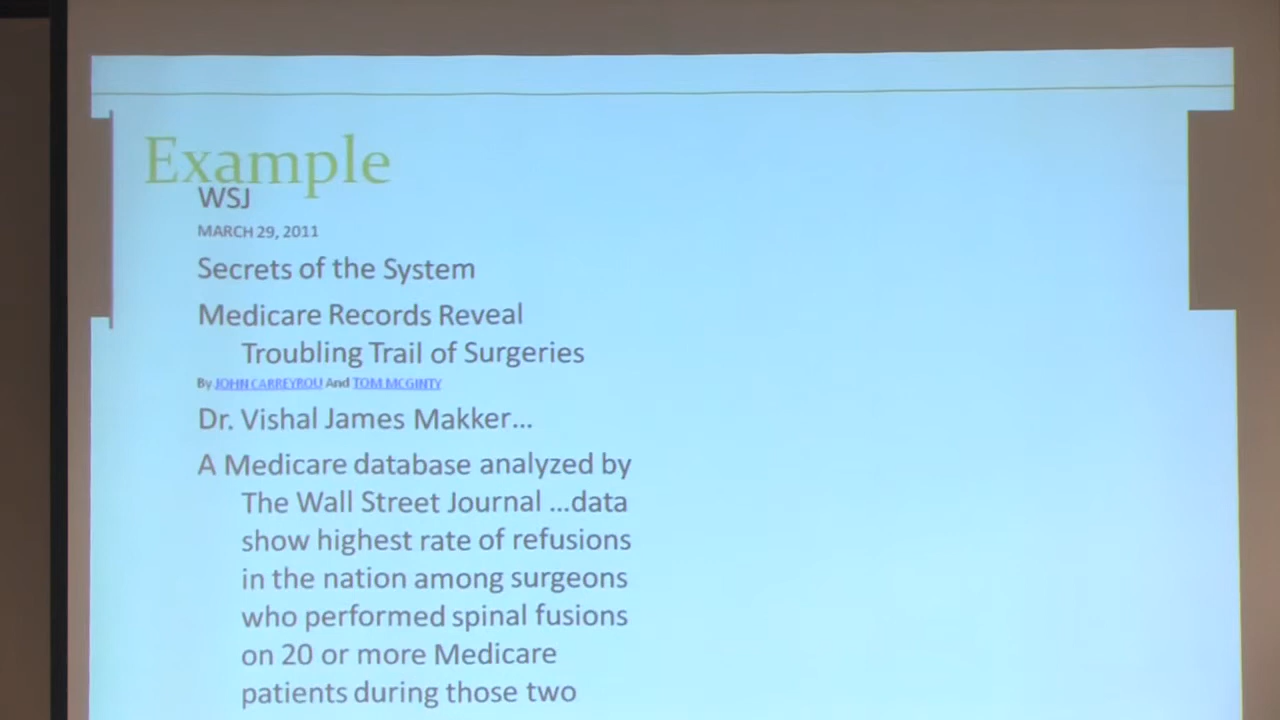 Example
WSJ
MARCH 29, 2011
Secrets of the System
Medicare Records Reveal
Troubling Trail of Surgeries
By JOHN CARREYROU And TOM MCGINTY
Dr. Vishal James Makker...
A Medicare database analyzed by
The Wall Street Journal ...data
show highest rate of refusions
in the nation among surgeons
who performed spinal fusions
on 20 or more Medicare
patients during those two